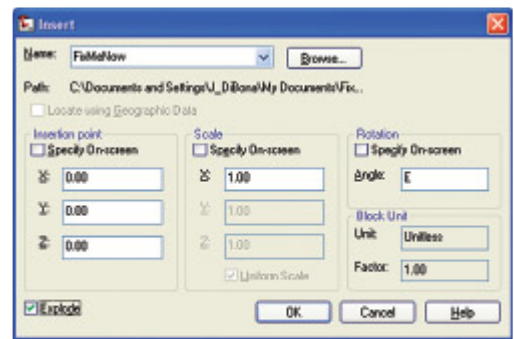 Insert
Name: FixMeNow Browse...
Path: C:\Documents and Settings\J_DiBona\My Documents\Fix...
Locate using Geographic Data
Insertion point
Specify On-screen
X: 0.00
Y: 0.00
Z: 0.00
Scale
Specify On-screen
X: 1.00
Y: 1.00
Z: 1.00
Uniform Scale
Rotation
Specify On-screen
Angle: E
Block Unit
Unit: Unitless
Factor: 1.00
Explode OK Cancel Help